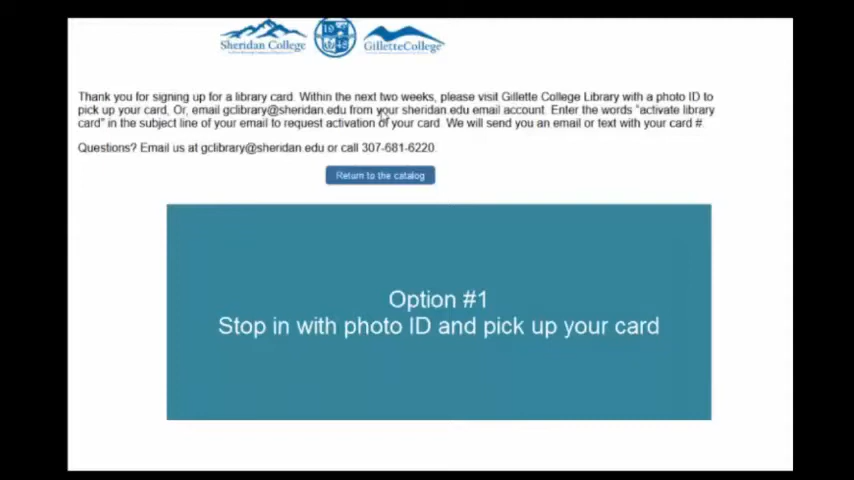 Sheridan College
GilletteCollege
Thank you for signing up for a library card. Within the next two weeks, please visit Gillette College Library with a photo ID to
pick up your card. Or, email gclibrary@sheridan.edu from your sheridan.edu email account. Enter the words "activate library
card" in the subject line of your email to request activation of your card. We will send you an email or text with your card #.
Questions? Email us at gclibrary@sheridan.edu or call 307-681-6220.
Return to the catalog
Option #1
Stop in with photo ID and pick up your card